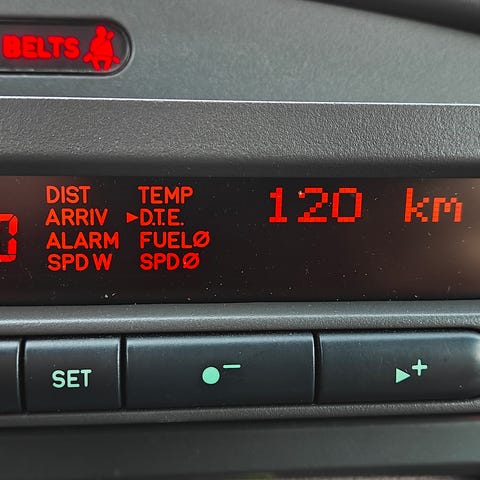 BELTS
DIST TEMP 120 km
ARRIV ▸D.T.E.
ALARM FUELØ
SPD W SPDØ
SET ●− ▸+